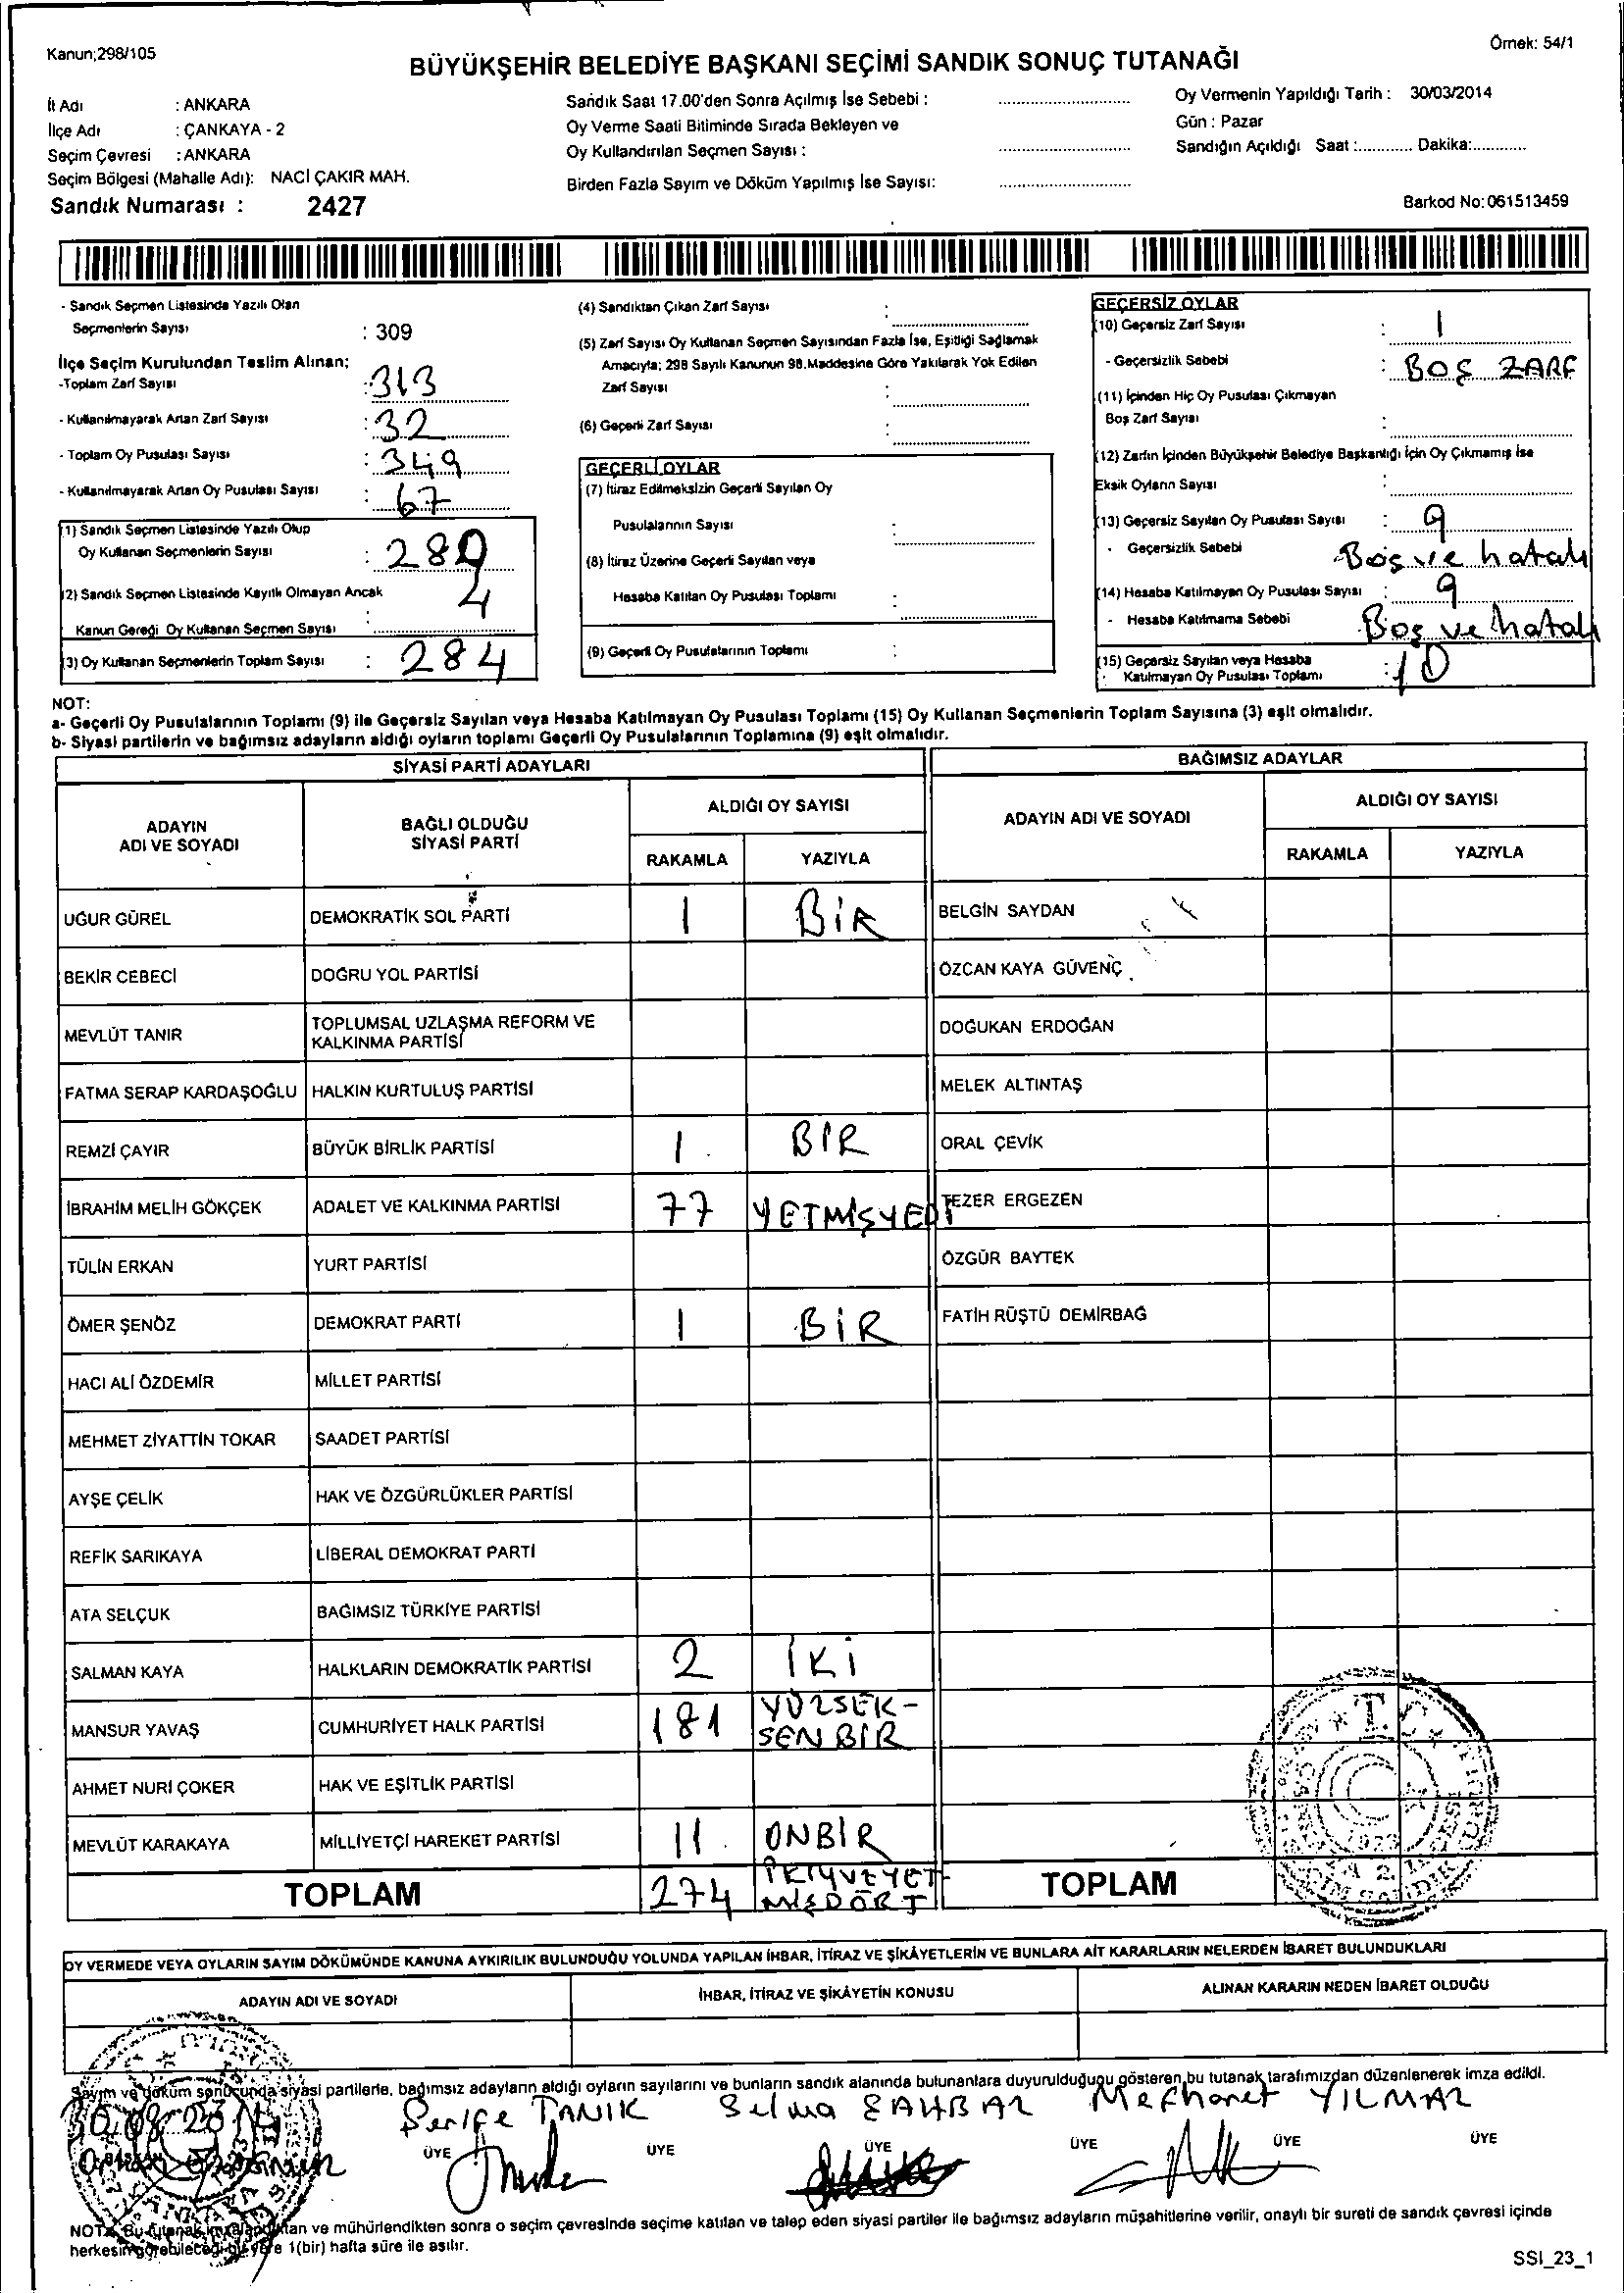 Kanun;298/105
Örnek: 54/1
BÜYÜKŞEHİR BELEDİYE BAŞKANI SEÇİMİ SANDIK SONUÇ TUTANAĞI
İl Adı : ANKARA
İlçe Adı : ÇANKAYA - 2
Seçim Çevresi : ANKARA
Seçim Bölgesi (Mahalle Adı): NACİ ÇAKIR MAH.
Sandık Numarası : 2427
Sandık Saat 17.00'den Sonra Açılmış İse Sebebi :
Oy Verme Saati Bitiminde Sırada Bekleyen ve
Oy Kullandırılan Seçmen Sayısı :
Birden Fazla Sayım ve Döküm Yapılmış İse Sayısı:
Oy Vermenin Yapıldığı Tarih : 30/03/2014
Gün : Pazar
Sandığın Açıldığı Saat :............ Dakika:............
Barkod No:061513459
- Sandık Seçmen Listesinde Yazılı Olan
Seçmenlerin Sayısı : 309
İlçe Seçim Kurulundan Teslim Alınan;
-Toplam Zarf Sayısı : 313
- Kullanılmayarak Artan Zarf Sayısı : 32
- Toplam Oy Pusulası Sayısı : 349
- Kullanılmayarak Artan Oy Pusulası Sayısı : 67
(1) Sandık Seçmen Listesinde Yazılı Olup
Oy Kullanan Seçmenlerin Sayısı : 280
(2) Sandık Seçmen Listesinde Kayıtlı Olmayan Ancak
Kanun Gereği Oy Kullanan Seçmen Sayısı : 4
(3) Oy Kullanan Seçmenlerin Toplam Sayısı : 284
(4) Sandıktan Çıkan Zarf Sayısı :
(5) Zarf Sayısı Oy Kullanan Seçmen Sayısından Fazla İse, Eşitliği Sağlamak
Amacıyla; 298 Sayılı Kanunun 98.Maddesine Göre Yakılarak Yok Edilen
Zarf Sayısı :
(6) Geçerli Zarf Sayısı :
GEÇERLİ OYLAR
(7) İtiraz Edilmeksizin Geçerli Sayılan Oy
Pusulalarının Sayısı :
(8) İtiraz Üzerine Geçerli Sayılan veya
Hesaba Katılan Oy Pusulası Toplamı :
(9) Geçerli Oy Pusulalarının Toplamı :
GEÇERSİZ OYLAR
(10) Geçersiz Zarf Sayısı : 1
- Geçersizlik Sebebi : BOŞ ZARF
(11) İçinden Hiç Oy Pusulası Çıkmayan
Boş Zarf Sayısı :
(12) Zarfın İçinden Büyükşehir Belediye Başkanlığı İçin Oy Çıkmamış İse
Eksik Oyların Sayısı :
(13) Geçersiz Sayılan Oy Pusulası Sayısı : 9
- Geçersizlik Sebebi Boş ve hatalı
(14) Hesaba Katılmayan Oy Pusulası Sayısı : 9
- Hesaba Katılmama Sebebi Boş ve hatalı
(15) Geçersiz Sayılan veya Hesaba
Katılmayan Oy Pusulası Toplamı : 10
NOT:
a- Geçerli Oy Pusulalarının Toplamı (9) ile Geçersiz Sayılan veya Hesaba Katılmayan Oy Pusulası Toplamı (15) Oy Kullanan Seçmenlerin Toplam Sayısına (3) eşit olmalıdır.
b- Siyasi partilerin ve bağımsız adayların aldığı oyların toplamı Geçerli Oy Pusulalarının Toplamına (9) eşit olmalıdır.
SİYASİ PARTİ ADAYLARI
BAĞIMSIZ ADAYLAR
ADAYIN
ADI VE SOYADI
BAĞLI OLDUĞU
SİYASİ PARTİ
ALDIĞI OY SAYISI
RAKAMLA YAZIYLA
ADAYIN ADI VE SOYADI
ALDIĞI OY SAYISI
RAKAMLA YAZIYLA
UĞUR GÜREL DEMOKRATİK SOL PARTİ 1 BİR BELGİN SAYDAN
BEKİR CEBECİ DOĞRU YOL PARTİSİ ÖZCAN KAYA GÜVENÇ
MEVLÜT TANIR TOPLUMSAL UZLAŞMA REFORM VE
KALKINMA PARTİSİ DOĞUKAN ERDOĞAN
FATMA SERAP KARDAŞOĞLU HALKIN KURTULUŞ PARTİSİ MELEK ALTINTAŞ
REMZİ ÇAYIR BÜYÜK BİRLİK PARTİSİ 1 BİR ORAL ÇEVİK
İBRAHİM MELİH GÖKÇEK ADALET VE KALKINMA PARTİSİ 77 YETMİŞYEDİ TEZER ERGEZEN
TÜLİN ERKAN YURT PARTİSİ ÖZGÜR BAYTEK
ÖMER ŞENÖZ DEMOKRAT PARTİ 1 BİR FATİH RÜŞTÜ DEMİRBAĞ
HACI ALİ ÖZDEMİR MİLLET PARTİSİ
MEHMET ZİYATTİN TOKAR SAADET PARTİSİ
AYŞE ÇELİK HAK VE ÖZGÜRLÜKLER PARTİSİ
REFİK SARIKAYA LİBERAL DEMOKRAT PARTİ
ATA SELÇUK BAĞIMSIZ TÜRKİYE PARTİSİ
SALMAN KAYA HALKLARIN DEMOKRATİK PARTİSİ 2 İKİ
MANSUR YAVAŞ CUMHURİYET HALK PARTİSİ 181 YÜZSEK-
SENBİR
AHMET NURİ ÇOKER HAK VE EŞİTLİK PARTİSİ
MEVLÜT KARAKAYA MİLLİYETÇİ HAREKET PARTİSİ 11 ONBİR
TOPLAM 274 İKİYÜZYET-
MİŞDÖRT TOPLAM
OY VERMEDE VEYA OYLARIN SAYIM DÖKÜMÜNDE KANUNA AYKIRILIK BULUNDUĞU YOLUNDA YAPILAN İHBAR, İTİRAZ VE ŞİKÂYETLERİN VE BUNLARA AİT KARARLARIN NELERDEN İBARET BULUNDUKLARI
ADAYIN ADI VE SOYADI İHBAR, İTİRAZ VE ŞİKÂYETİN KONUSU ALINAN KARARIN NEDEN İBARET OLDUĞU
Sayım ve döküm sonucunda siyasi partilerle, bağımsız adayların aldığı oyların sayılarını ve bunların sandık alanında bulunanlara duyurulduğunu gösteren bu tutanak tarafımızdan düzenlenerek imza edildi.
Şerife TANIK Selma Mefharet YILMAZ
ÜYE ÜYE ÜYE ÜYE ÜYE ÜYE
NOT: Bu tutanak imzalandıktan ve mühürlendikten sonra o seçim çevresinde seçime katılan ve talep eden siyasi partiler ile bağımsız adayların müşahitlerine verilir, onaylı bir sureti de sandık çevresi içinde
herkesin görebileceği bir yere 1(bir) hafta süre ile asılır.
SSI_23_1